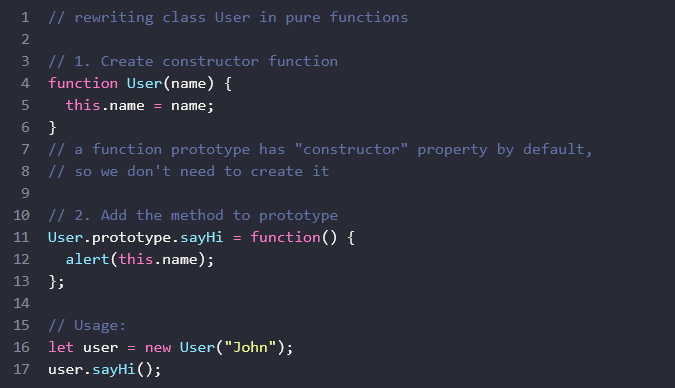 1 // rewriting class User in pure functions
2
3 // 1. Create constructor function
4 function User(name) {
5   this.name = name;
6 }
7 // a function prototype has "constructor" property by default,
8 // so we don't need to create it
9
10 // 2. Add the method to prototype
11 User.prototype.sayHi = function() {
12   alert(this.name);
13 };
14
15 // Usage:
16 let user = new User("John");
17 user.sayHi();